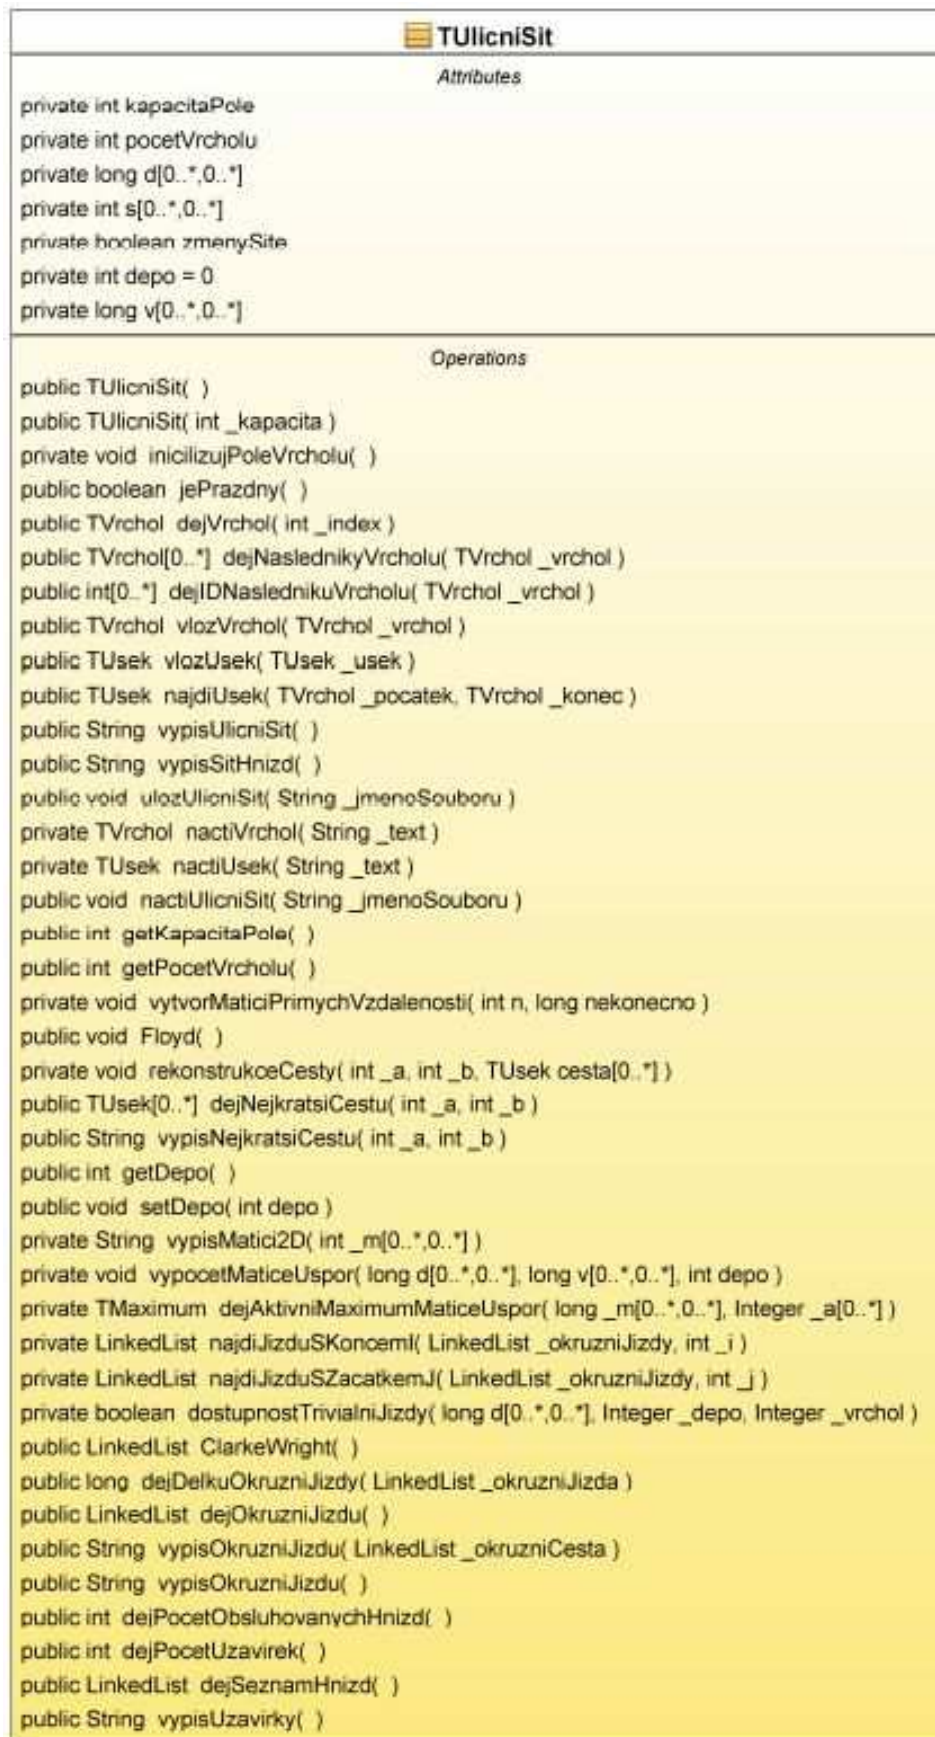 TUlicniSit
Attributes
private int kapacitaPole
private int pocetVrcholu
private long d[0..*,0..*]
private int s[0..*,0..*]
private boolean zmenySite
private int depo = 0
private long v[0..*,0..*]
Operations
public TUlicniSit( )
public TUlicniSit( int _kapacita )
private void inicilizujPoleVrcholu( )
public boolean jePrazdny( )
public TVrchol dejVrchol( int _index )
public TVrchol[0..*] dejNaslednikyVrcholu( TVrchol _vrchol )
public int[0..*] dejIDNaslednikuVrcholu( TVrchol _vrchol )
public TVrchol vlozVrchol( TVrchol _vrchol )
public TUsek vlozUsek( TUsek _usek )
public TUsek najdiUsek( TVrchol _pocatek, TVrchol _konec )
public String vypisUlicniSit( )
public String vypisSitHnizd( )
public void ulozUlicniSit( String _jmenoSouboru )
private TVrchol nactiVrchol( String _text )
private TUsek nactiUsek( String _text )
public void nactiUlicniSit( String _jmenoSouboru )
public int getKapacitaPole( )
public int getPocetVrcholu( )
private void vytvorMaticiPrimychVzdalenosti( int n, long nekonecno )
public void Floyd( )
private void rekonstrukceCesty( int _a, int _b, TUsek cesta[0..*] )
public TUsek[0..*] dejNejkratsiCestu( int _a, int _b )
public String vypisNejkratsiCestu( int _a, int _b )
public int getDepo( )
public void setDepo( int depo )
private String vypisMatici2D( int _m[0..*,0..*] )
private void vypocetMaticeUspor( long d[0..*,0..*], long v[0..*,0..*], int depo )
private TMaximum dejAktivniMaximumMaticeUspor( long _m[0..*,0..*], Integer _a[0..*] )
private LinkedList najdiJizduSKoncemI( LinkedList _okruzniJizdy, int _i )
private LinkedList najdiJizduSZacatkemJ( LinkedList _okruzniJizdy, int _j )
private boolean dostupnostTrivialniJizdy( long d[0..*,0..*], Integer _depo, Integer _vrchol )
public LinkedList ClarkeWright( )
public long dejDelkuOkruzniJizdy( LinkedList _okruzniJizda )
public LinkedList dejOkruzniJizdu( )
public String vypisOkruzniJizdu( LinkedList _okruzniCesta )
public String vypisOkruzniJizdu( )
public int dejPocetObsluhovanychHnizd( )
public int dejPocetUzavirek( )
public LinkedList dejSeznamHnizd( )
public String vypisUzavirky( )